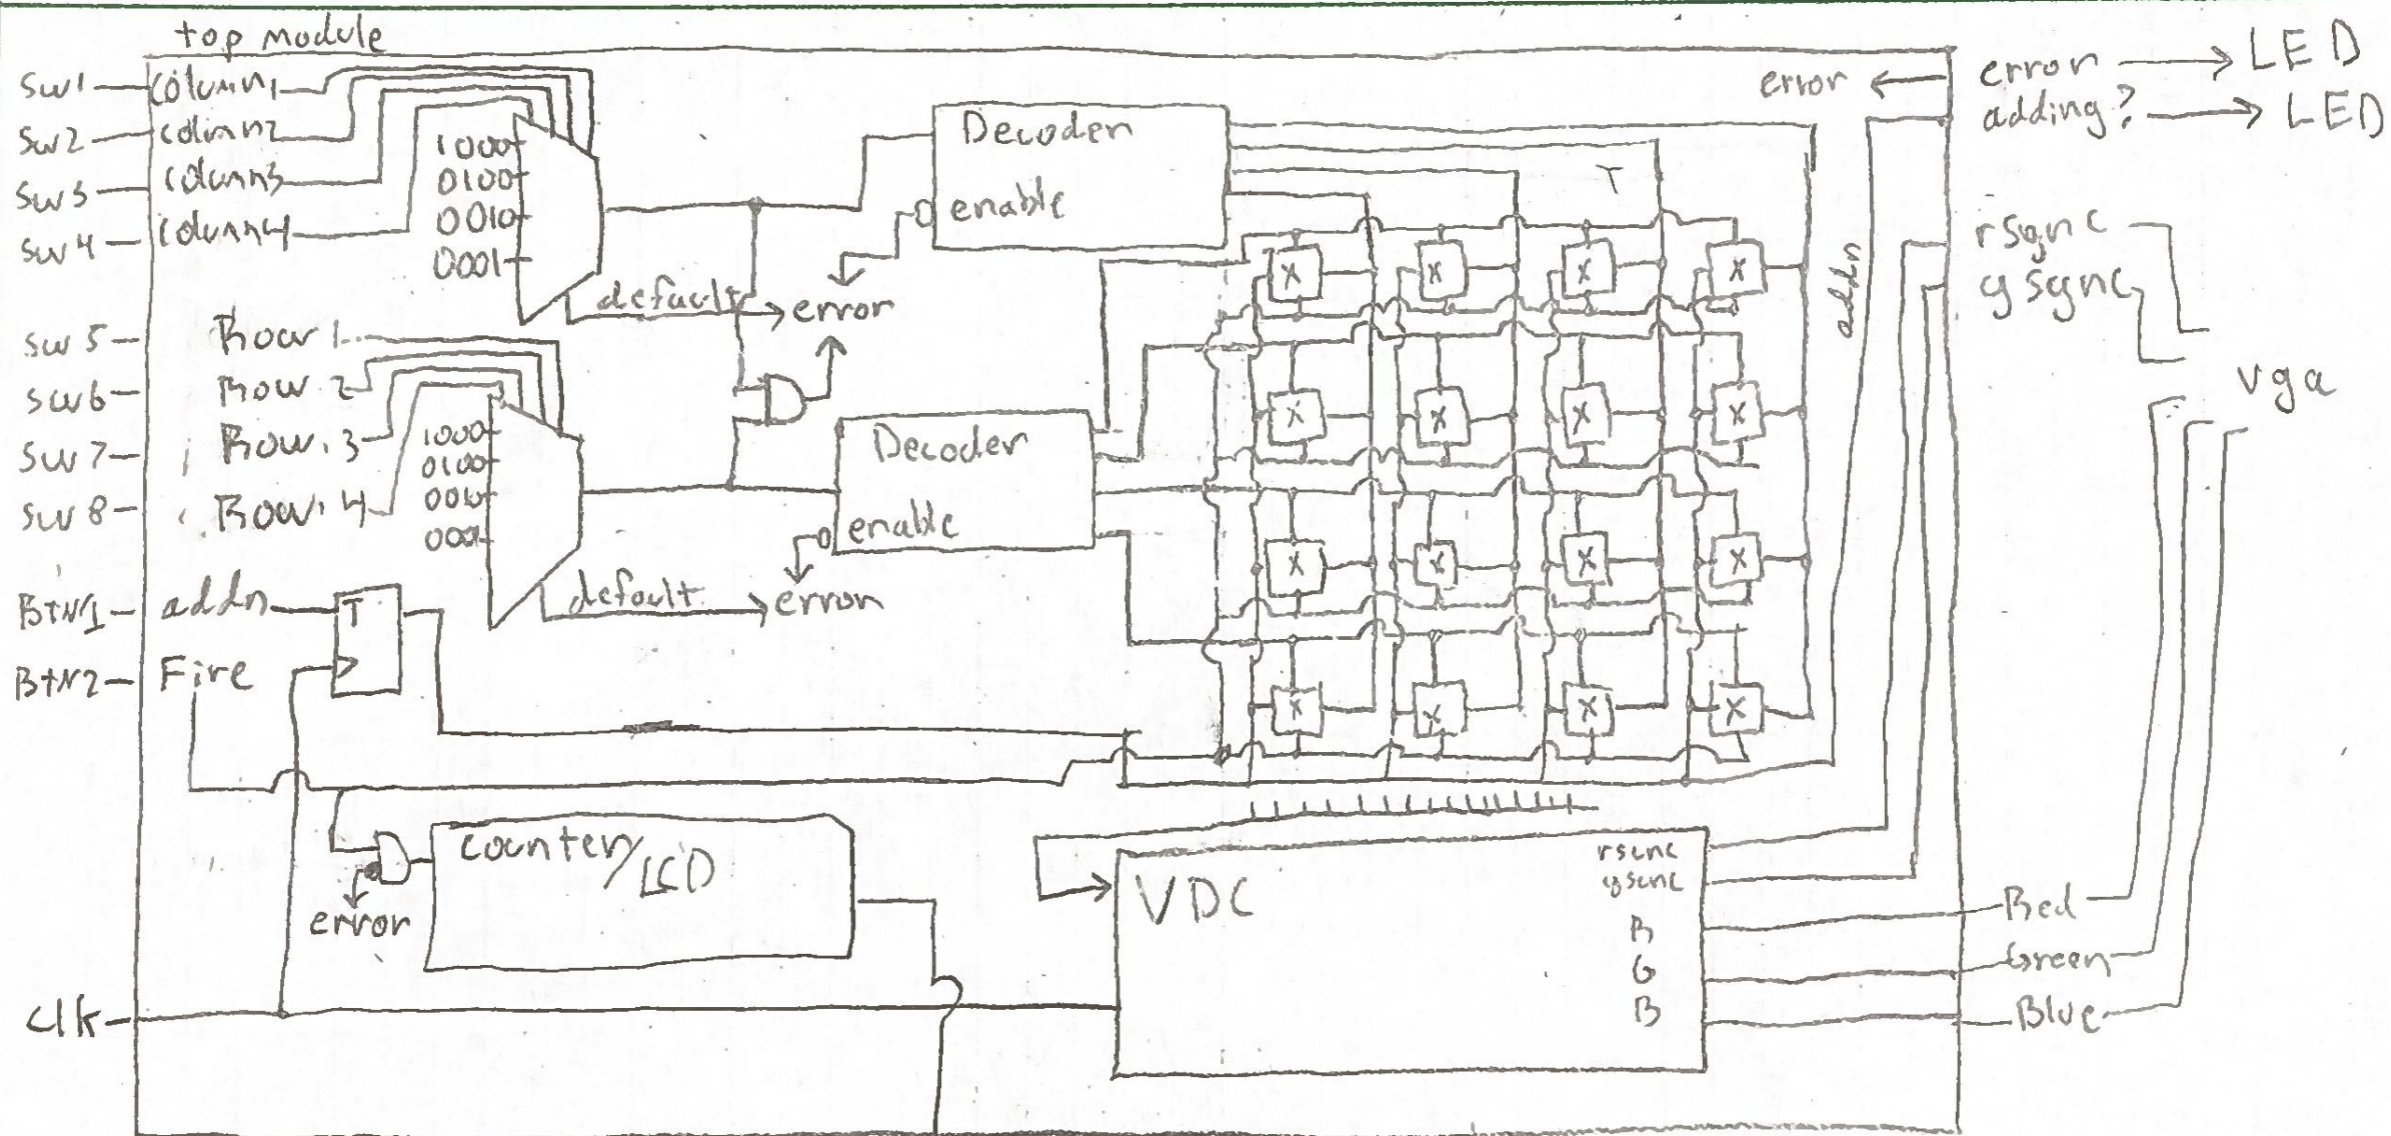 top module
sw1 column1
sw2 column2
sw3 column3
sw4 column4
1000
0100
0010
0001
default
error
Decoder
enable
error
error → LED
adding? → LED
T
addn
rsync
ysync
vga
sw5 Row 1
sw6 Row 2
sw7 Row 3
sw8 Row 4
1000
0100
0010
0001
default
error
Decoder
enable
X X X X
X X X X
X X X X
X X X X
BtN1 addn
T
BtN2 Fire
error
counter/LCD
VDC
rsync
ysync
R
G
B
Red
Green
Blue
clk